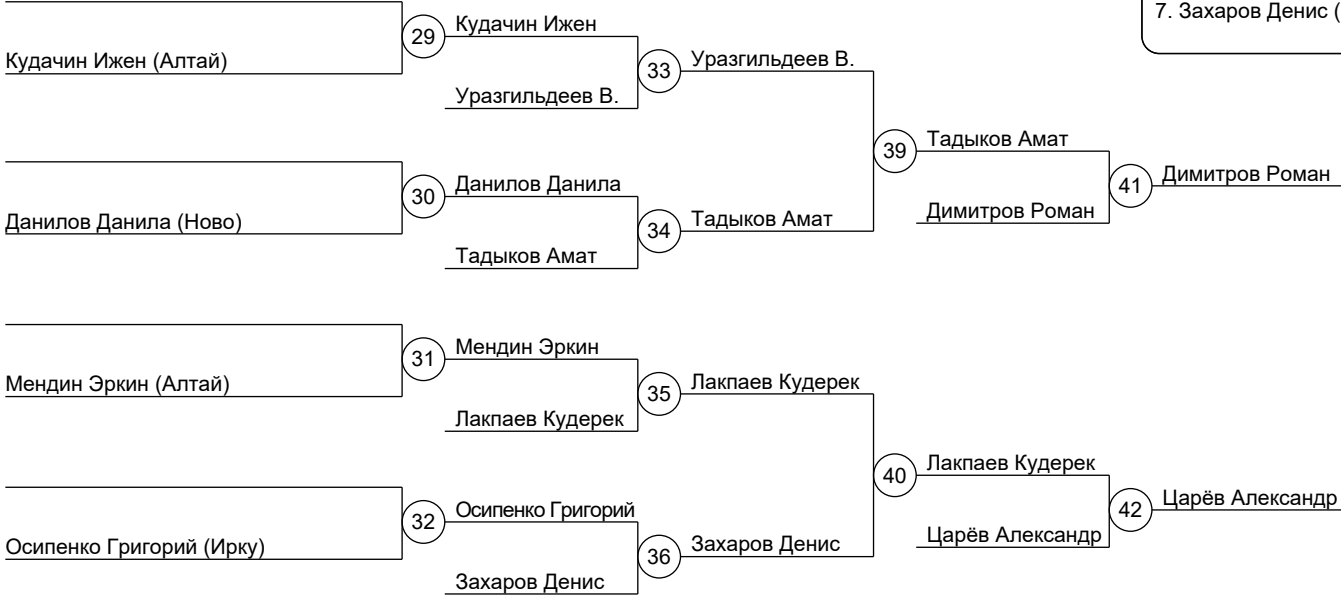 7. Захаров Денис (
Кудачин Ижен (Алтай)
29
Кудачин Ижен
Уразгильдеев В.
33
Уразгильдеев В.
Данилов Данила (Ново)
30
Данилов Данила
Тадыков Амат
34
Тадыков Амат
39
Тадыков Амат
Димитров Роман
41
Димитров Роман
Мендин Эркин (Алтай)
31
Мендин Эркин
Лакпаев Кудерек
35
Лакпаев Кудерек
Осипенко Григорий (Ирку)
32
Осипенко Григорий
Захаров Денис
36
Захаров Денис
40
Лакпаев Кудерек
Царёв Александр
42
Царёв Александр